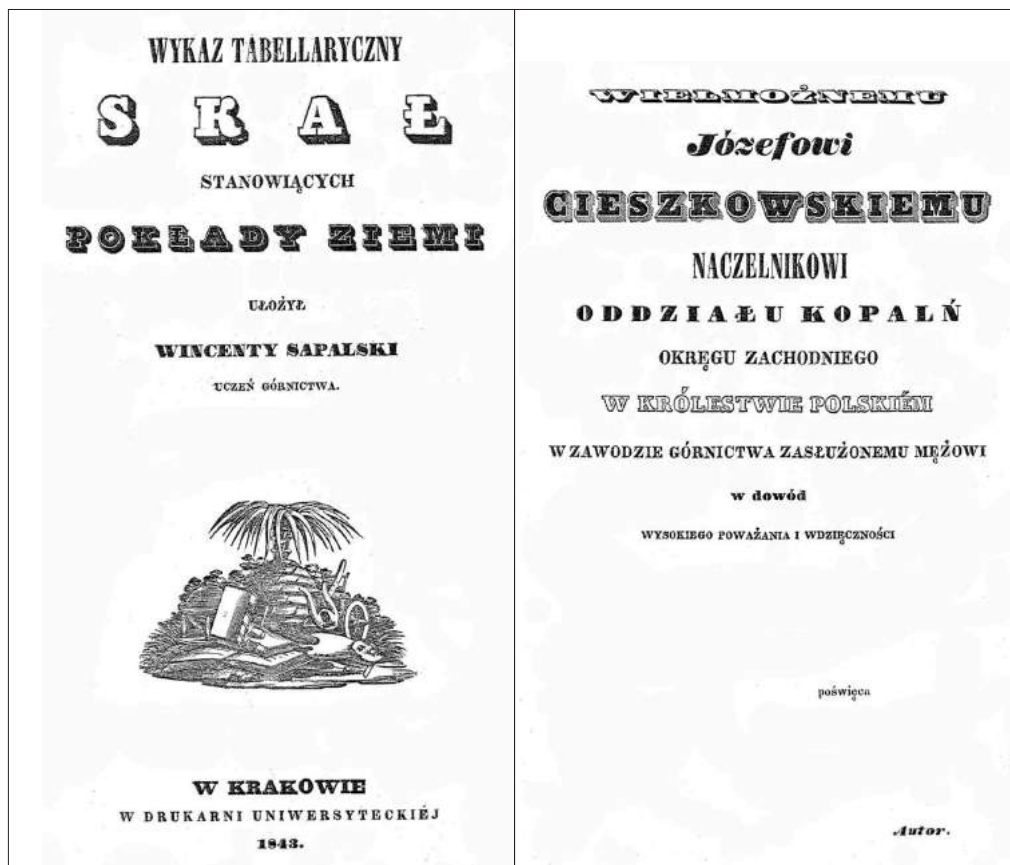 WYKAZ TABELLARYCZNY
SKAŁ
STANOWIĄCYCH
POKŁADY ZIEMI
UŁOŻYŁ
WINCENTY SAPALSKI
UCZEŃ GÓRNICTWA.
W KRAKOWIE
W DRUKARNI UNIWERSYTECKIÉJ
1843.
WIELMOŻNEMU
Józefowi
CIESZKOWSKIEMU
NACZELNIKOWI
ODDZIAŁU KOPALŃ
OKRĘGU ZACHODNIEGO
W KRÓLESTWIE POLSKIÉM
W ZAWODZIE GÓRNICTWA ZASŁUŻONEMU MĘŻOWI
w dowód
WYSOKIEGO POWAŻANIA I WDZIĘCZNOŚCI
poświęca
Autor.